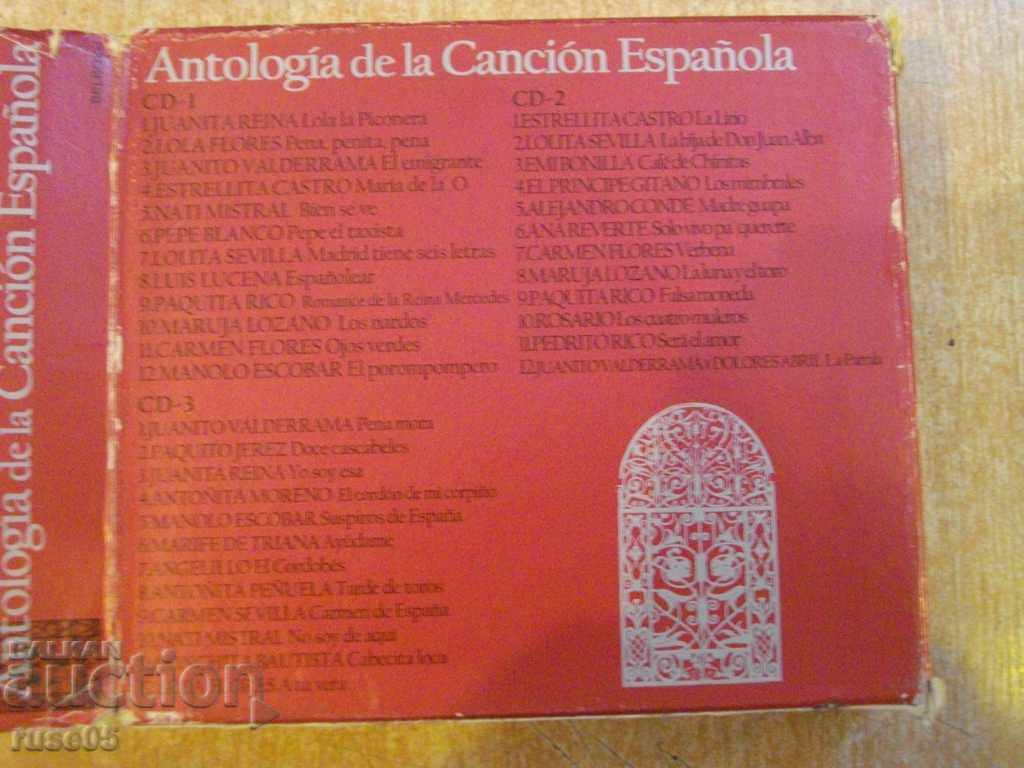 Antología de la Canción Española
Antología de la Canción Española
CD-1
1.JUANITA REINA Lola la Piconera
2.LOLA FLORES Pena, penita, pena
3.JUANITO VALDERRAMA El emigrante
4.ESTRELLITA CASTRO María de la O
5.NATI MISTRAL Bien se ve
6.PEPE BLANCO Pepe el taxista
7.LOLITA SEVILLA Madrid tiene seis letras
8.LUIS LUCENA Españolear
9.PAQUITA RICO Romance de la Reina Mercedes
10.MARUJA LOZANO Los nardos
11.CARMEN FLORES Ojos verdes
12.MANOLO ESCOBAR El porompompero
CD-2
1.ESTRELLITA CASTRO La Lirio
2.LOLITA SEVILLA La hija de Don Juan Alba
3.EMI BONILLA Café de Chinitas
4.EL PRINCIPE GITANO Los mimbrales
5.ALEJANDRO CONDE Madre guapa
6.ANA REVERTE Solo vivo pa quererte
7.CARMEN FLORES Verbena
8.MARUJA LOZANO La luna y el toro
9.PAQUITA RICO Falsa moneda
10.ROSARIO Los cuatro muleros
11.PEDRITO RICO Será el amor
12.JUANITO VALDERRAMA Y DOLORES ABRIL La Parrala
CD-3
1.JUANITO VALDERRAMA Pena mora
2.PAQUITO JEREZ Doce cascabeles
3.JUANITA REINA Yo soy esa
4.ANTOÑITA MORENO El cordón de mi corpiño
5.MANOLO ESCOBAR Suspiros de España
6.MARIFE DE TRIANA Ayúdame
7.ANGELILLO El Cordobés
8.ANTOÑITA PEÑUELA Tarde de toros
9.CARMEN SEVILLA Carmen de España
10.NATI MISTRAL No soy de aquí
BAUTISTA Cabecita loca
A tu vera
BALKAN
auction
ruse05